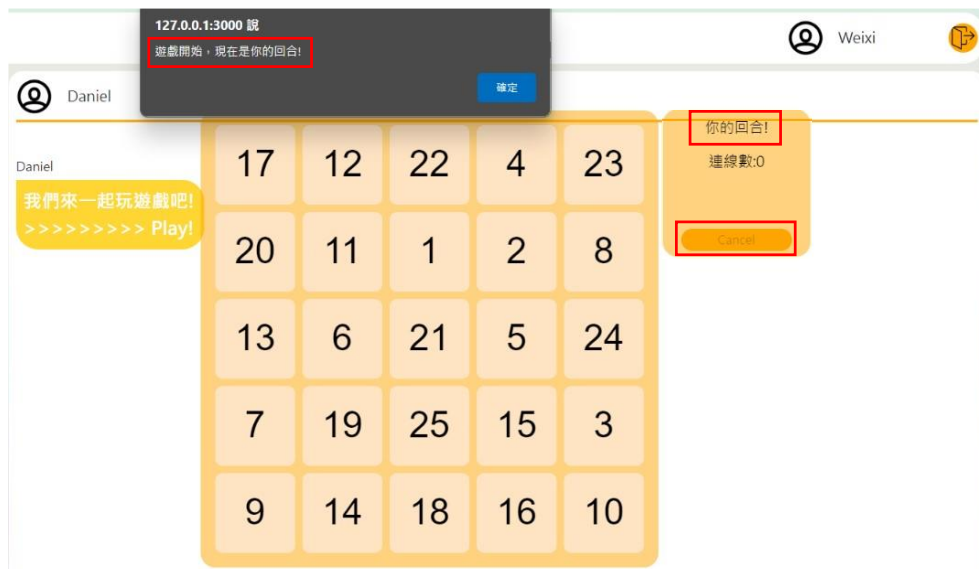 127.0.0.1:3000 說
遊戲開始，現在是你的回合!
確定
Weixi
Daniel
你的回合!
連線數:0
Cancel
Daniel
我們來一起玩遊戲吧!
>>>>>>>>> Play!
17 12 22 4 23
20 11 1 2 8
13 6 21 5 24
7 19 25 15 3
9 14 18 16 10